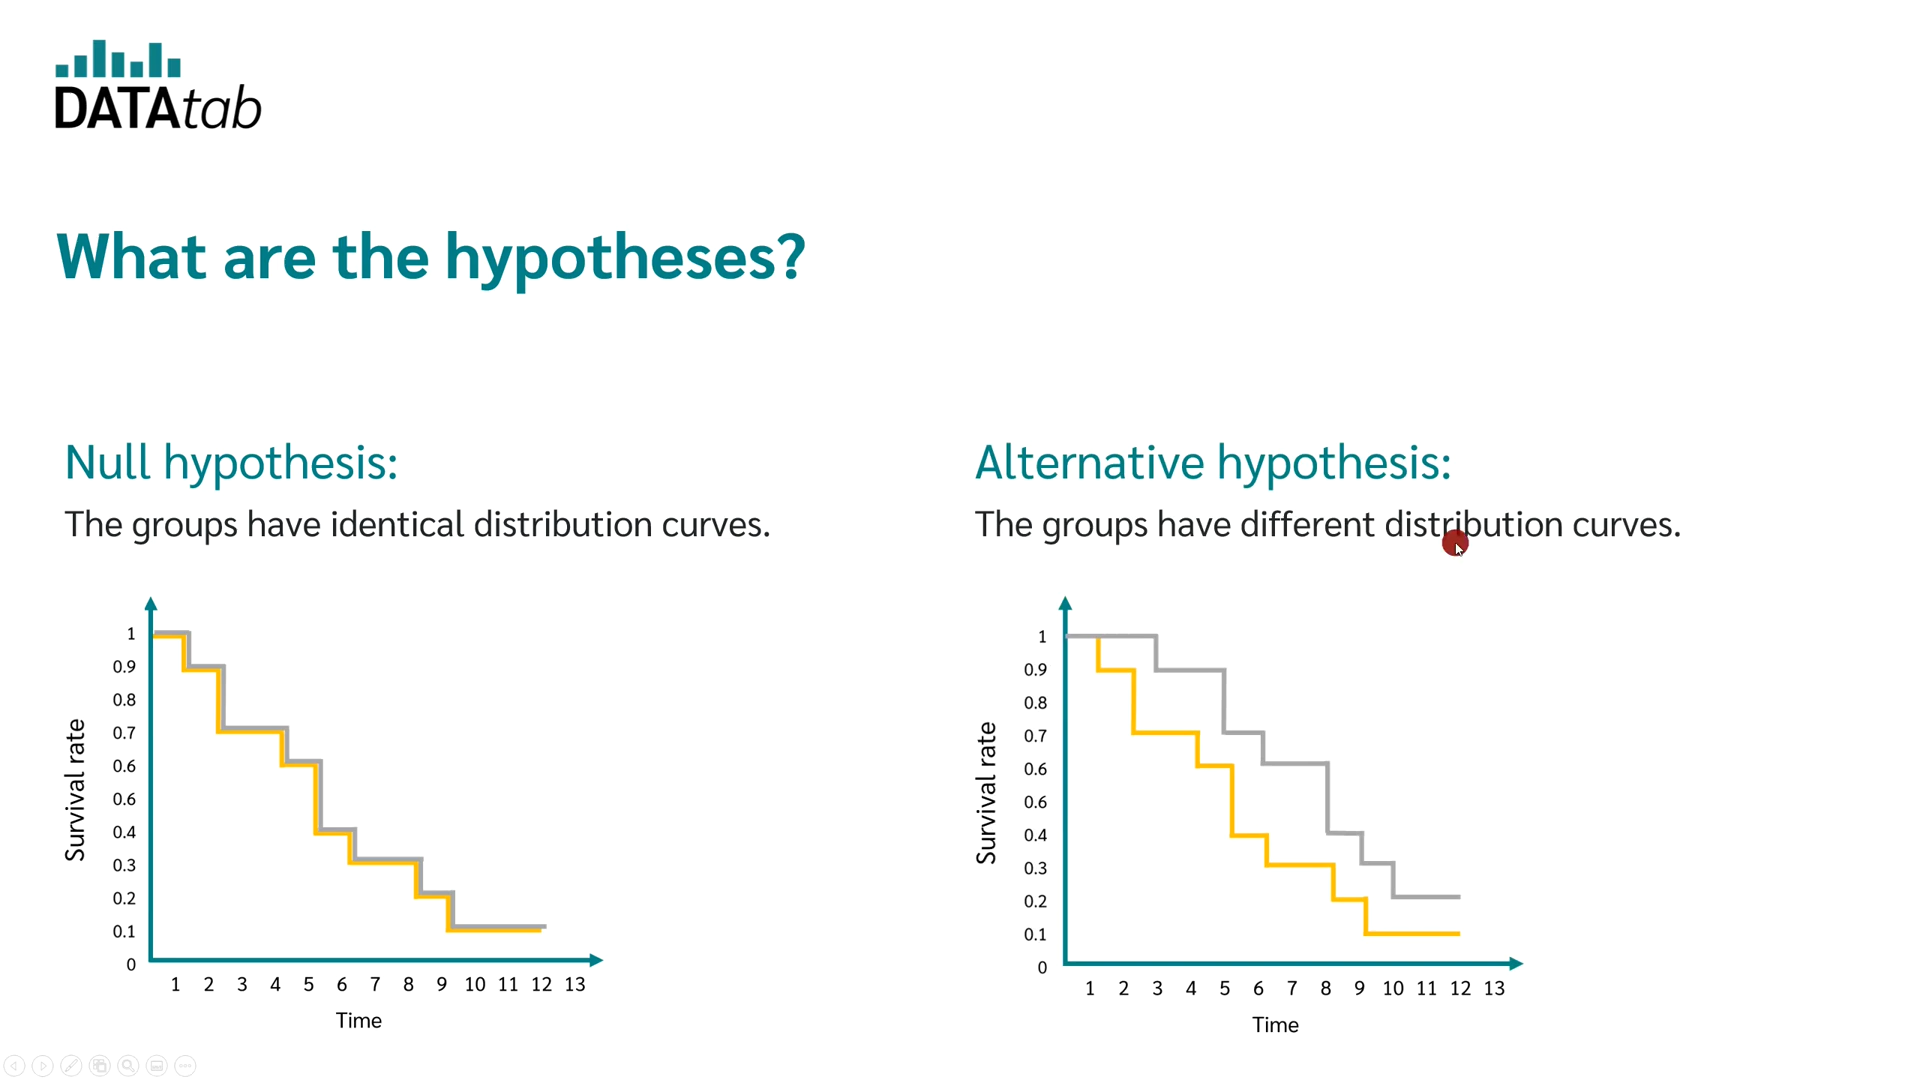 DATAtab
What are the hypotheses?
Null hypothesis:
The groups have identical distribution curves.
Survival rate
1
0.9
0.8
0.7
0.6
0.6
0.4
0.3
0.2
0.1
0
1 2 3 4 5 6 7 8 9 10 11 12 13
Time
Alternative hypothesis:
The groups have different distribution curves.
Survival rate
1
0.9
0.8
0.7
0.6
0.6
0.4
0.3
0.2
0.1
0
1 2 3 4 5 6 7 8 9 10 11 12 13
Time